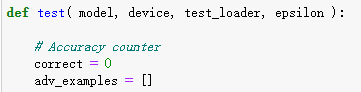 def test( model, device, test_loader, epsilon ):
# Accuracy counter
correct = 0
adv_examples = []